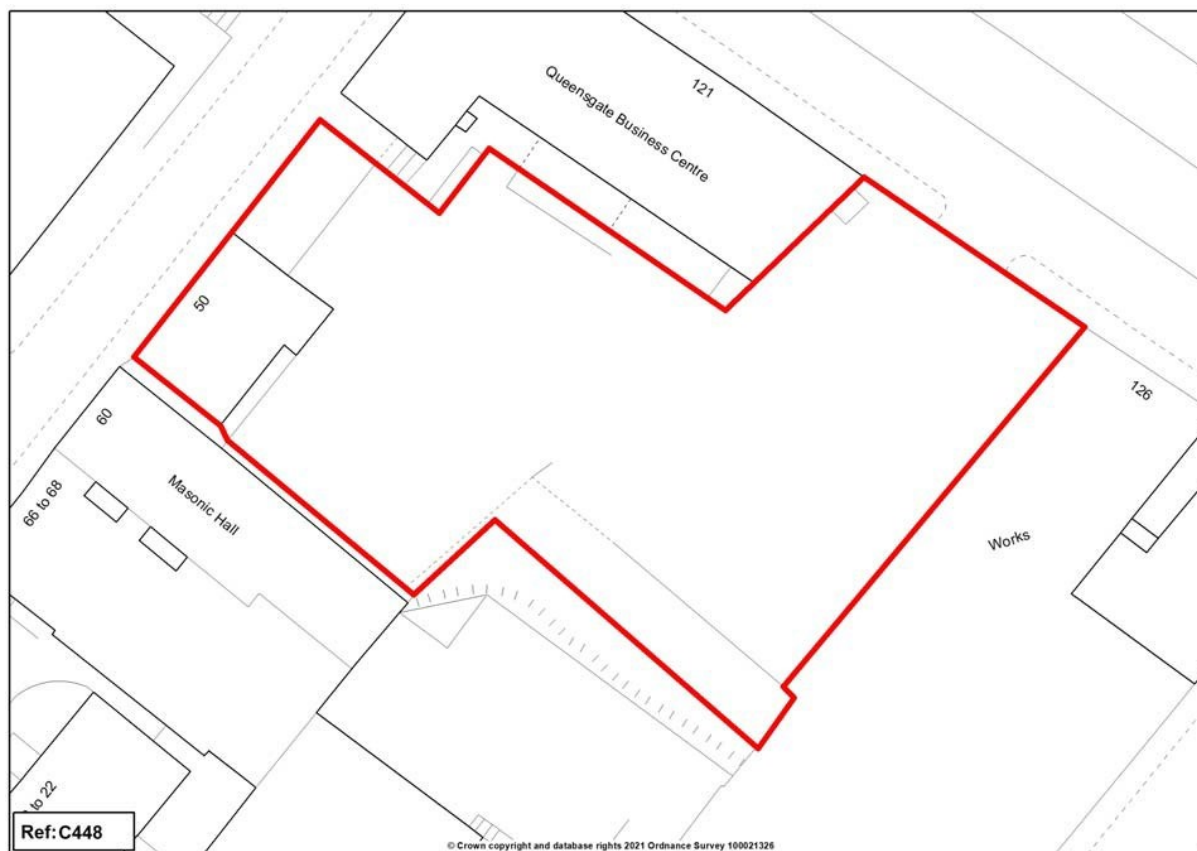 121
Queensgate Business Centre
50
126
60
Masonic Hall
66 to 68
Works
to 22
Ref:C448
© Crown copyright and database rights 2021 Ordnance Survey 100021326